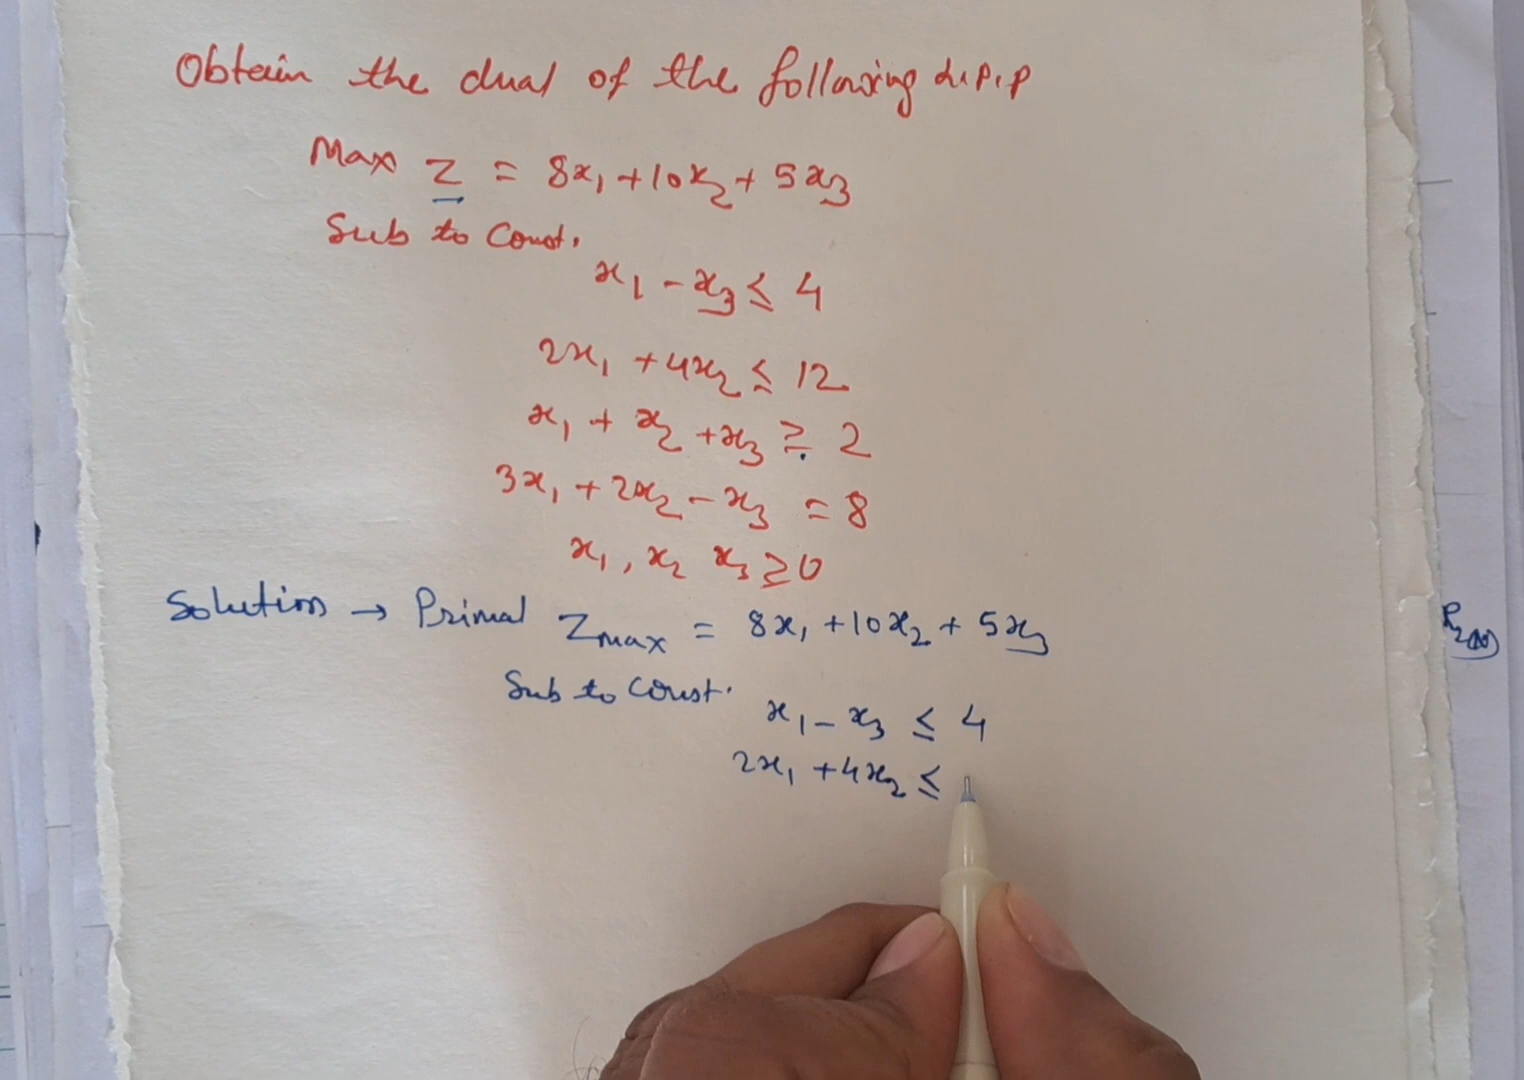 Obtain the dual of the following L.P.P
Max Z = 8x₁ + 10x₂ + 5x₃
Sub to Const.
x₁ - x₃ ≤ 4
2x₁ + 4x₂ ≤ 12
x₁ + x₂ + x₃ ≥ 2
3x₁ + 2x₂ - x₃ = 8
x₁, x₂ x₃ ≥ 0
Solution → Primal Zmax = 8x₁ + 10x₂ + 5x₃
Sub to Const.
x₁ - x₃ ≤ 4
2x₁ + 4x₂ ≤